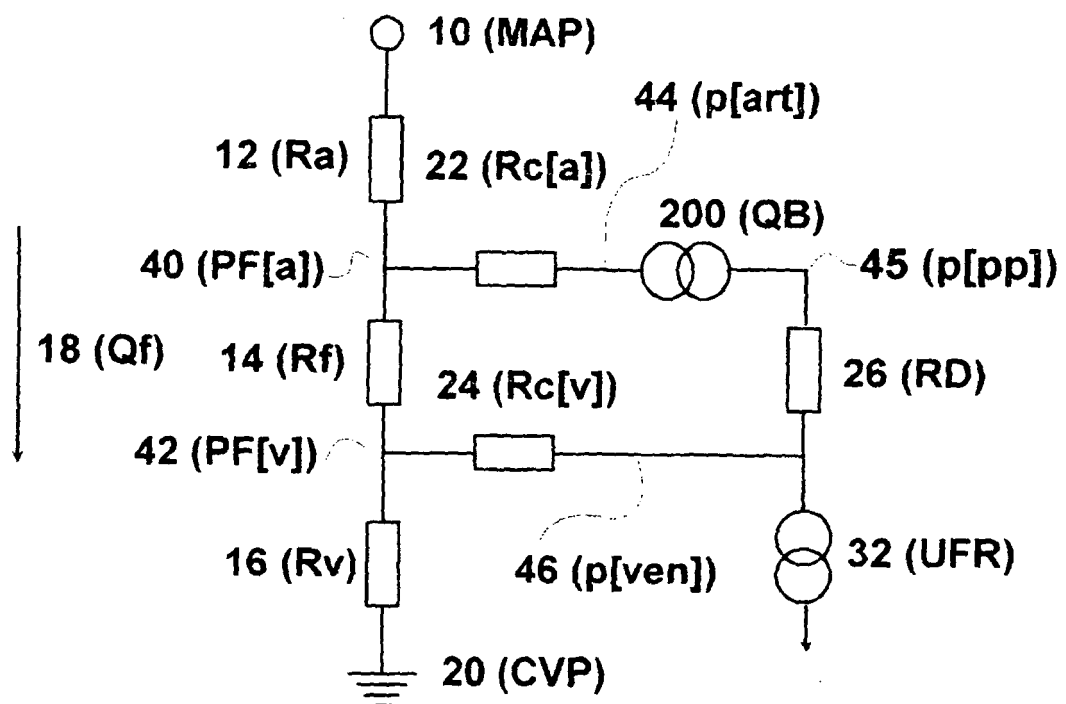 10 (MAP)
44 (p[art])
12 (Ra)
22 (Rc[a])
200 (QB)
40 (PF[a])
45 (p[pp])
18 (Qf)
14 (Rf)
24 (Rc[v])
26 (RD)
42 (PF[v])
16 (Rv)
46 (p[ven])
32 (UFR)
20 (CVP)